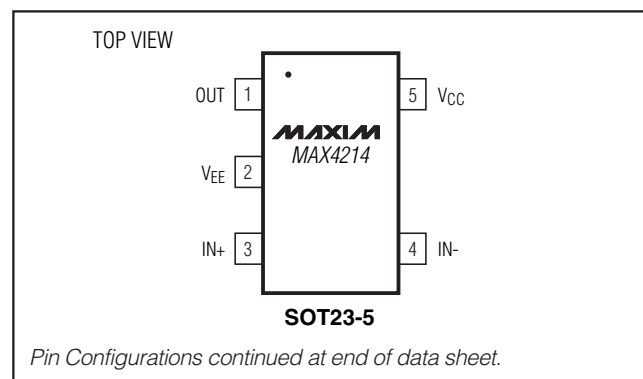 TOP VIEW
OUT 1
5 VCC
MAXIM
MAX4214
VEE 2
IN+ 3
4 IN-
SOT23-5
Pin Configurations continued at end of data sheet.